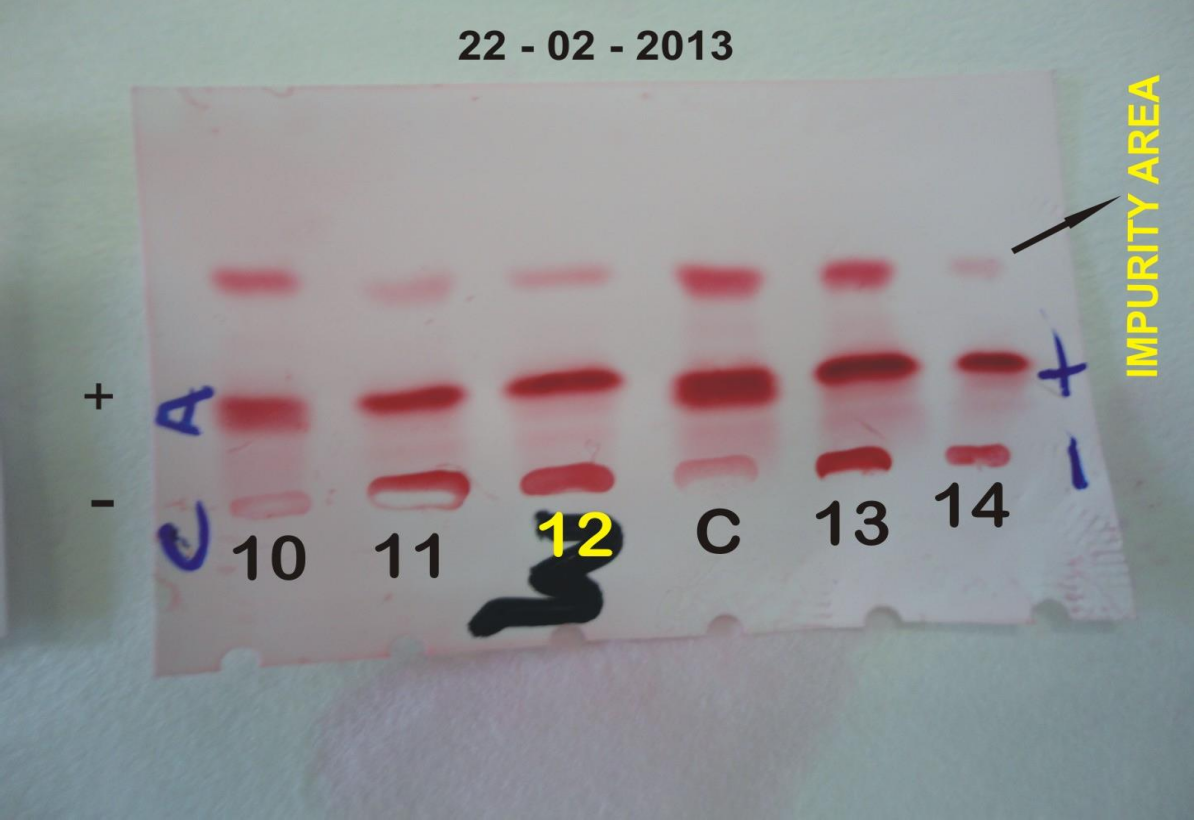 22 - 02 - 2013
IMPURITY AREA
+
A
+
-
-
C
10
11
12
C
13
14